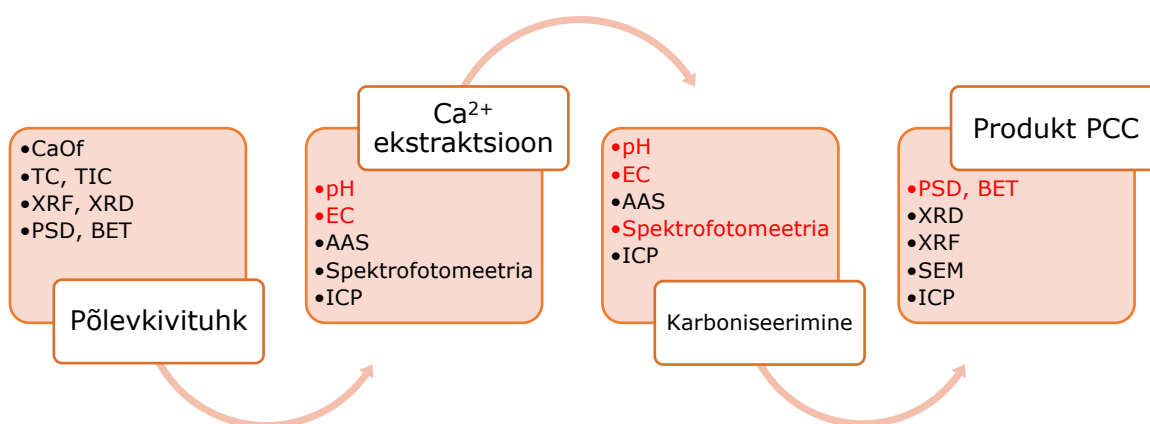 •CaOf
•TC, TIC
•XRF, XRD
•PSD, BET
Põlevkivituhk
Ca²⁺
ekstraktsioon
•pH
•EC
•AAS
•Spektrofotomeetria
•ICP
•pH
•EC
•AAS
•Spektrofotomeetria
•ICP
Karboniseerimine
Produkt PCC
•PSD, BET
•XRD
•XRF
•SEM
•ICP